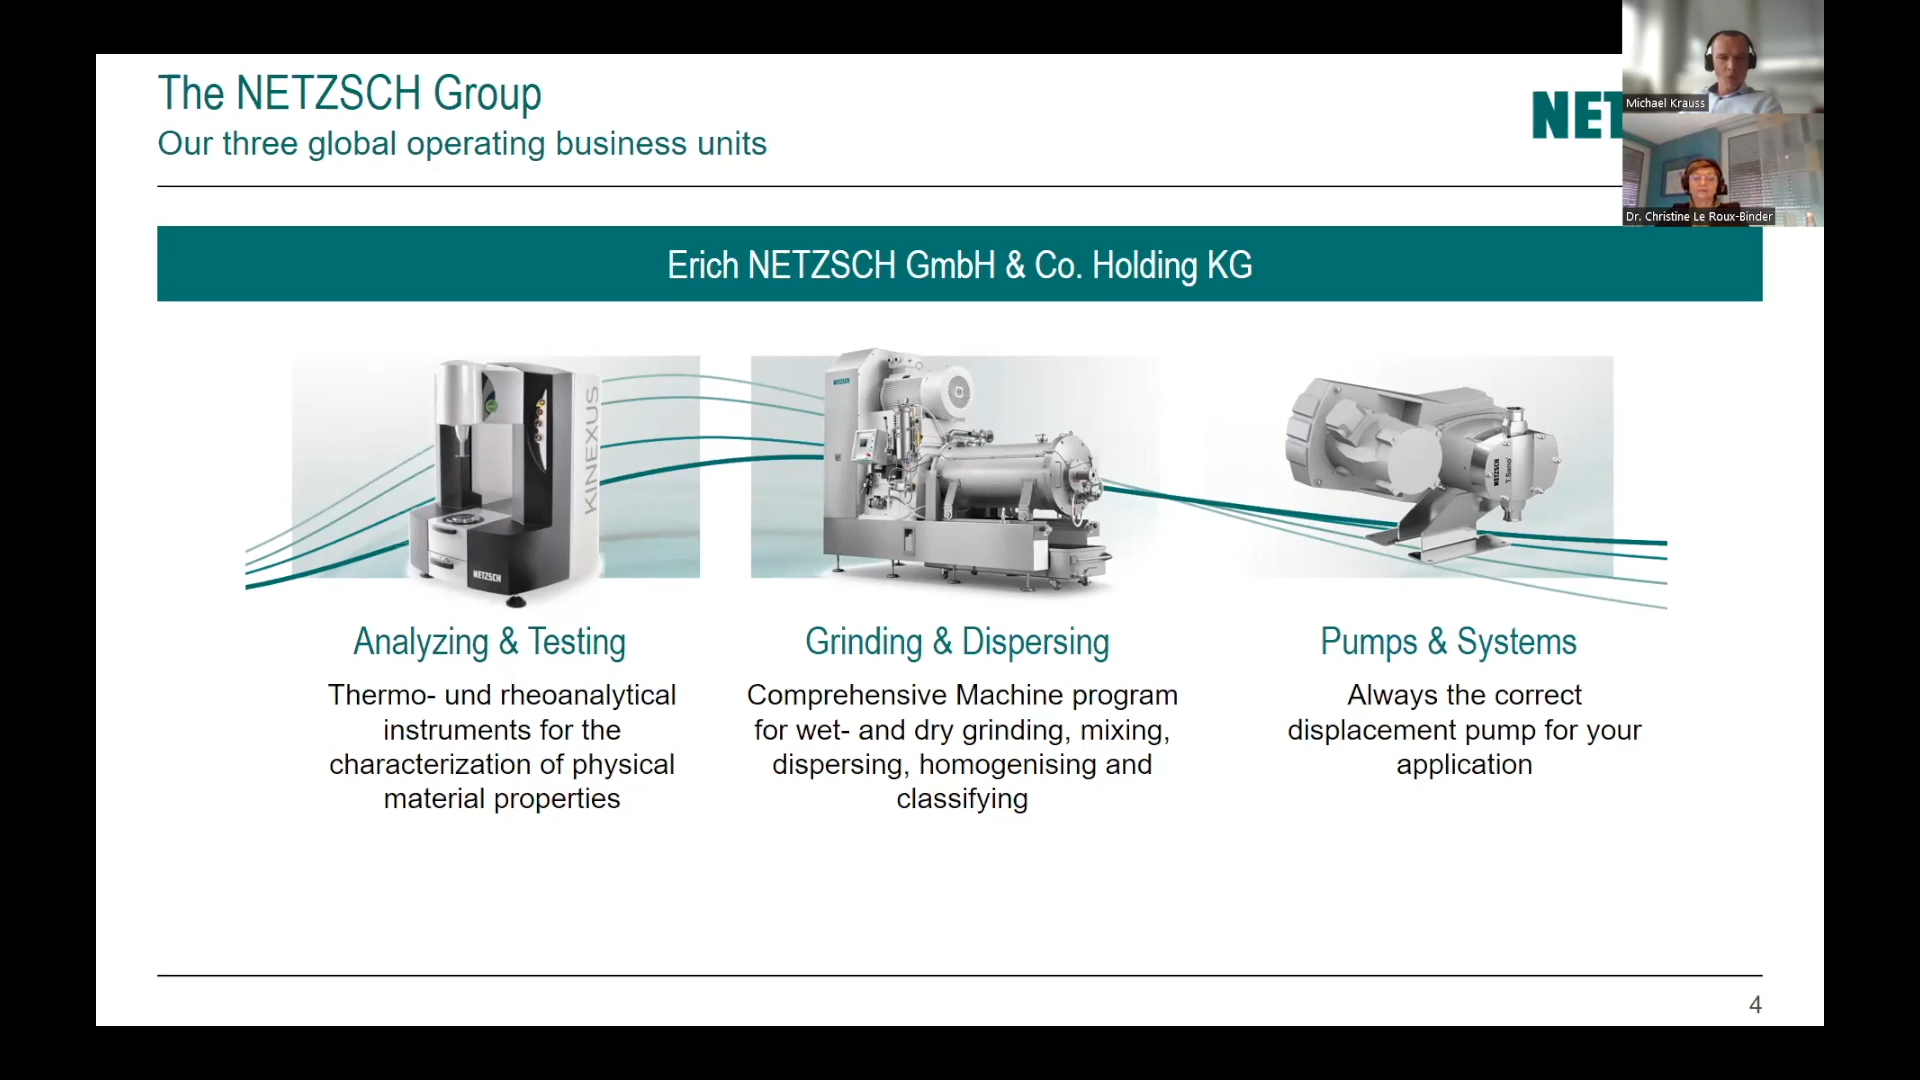 The NETZSCH Group
Our three global operating business units
NET
Michael Krauss
Dr. Christine Le Roux-Binder
Erich NETZSCH GmbH & Co. Holding KG
KINEXUS
NETZSCH
NETZSCH
NETZSCH
T.Sano
Analyzing & Testing
Thermo- und rheoanalytical
instruments for the
characterization of physical
material properties
Grinding & Dispersing
Comprehensive Machine program
for wet- and dry grinding, mixing,
dispersing, homogenising and
classifying
Pumps & Systems
Always the correct
displacement pump for your
application
4